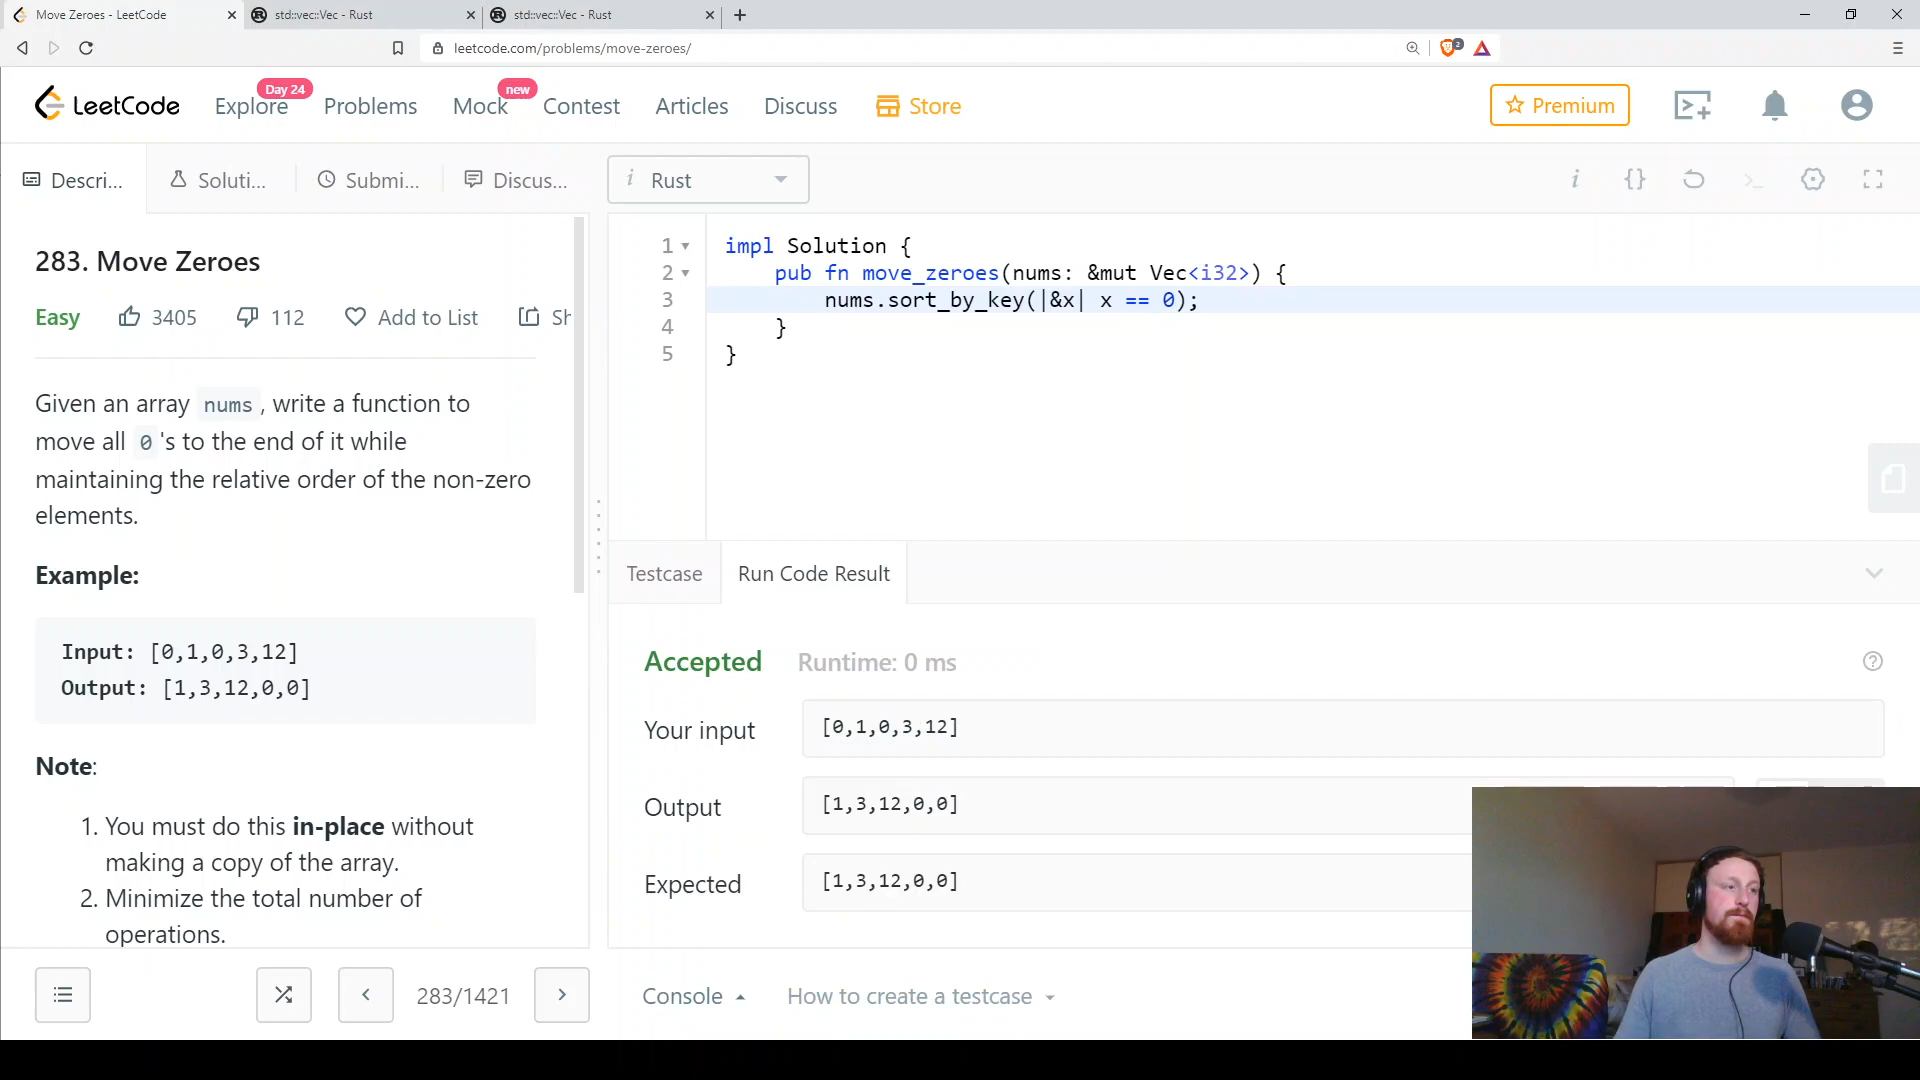 Move Zeroes - LeetCode
std::vec::Vec - Rust
std::vec::Vec - Rust
leetcode.com/problems/move-zeroes/
2
LeetCode
Explore
Day 24
Problems
Mock
new
Contest
Articles
Discuss
Store
Premium
Descri...
Soluti...
Submi...
Discus...
i Rust
i
{}
283. Move Zeroes
Easy
3405
112
Add to List
Sh
Given an array nums , write a function to
move all 0 's to the end of it while
maintaining the relative order of the non-zero
elements.
Example:
Input: [0,1,0,3,12]
Output: [1,3,12,0,0]
Note:
1. You must do this in-place without
making a copy of the array.
2. Minimize the total number of
operations.
283/1421
1 impl Solution {
2 pub fn move_zeroes(nums: &mut Vec<i32>) {
3 nums.sort_by_key(|&x| x == 0);
4 }
5 }
Testcase
Run Code Result
Accepted
Runtime: 0 ms
Your input
[0,1,0,3,12]
Output
[1,3,12,0,0]
Expected
[1,3,12,0,0]
Console
How to create a testcase